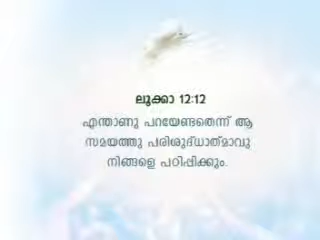 ലൂക്കാ 12:12
എന്താണു പറയേണ്ടതെന്ന് ആ
സമയത്തു പരിശുദ്ധാത്മാവു
നിങ്ങളെ പഠിപ്പിക്കും.